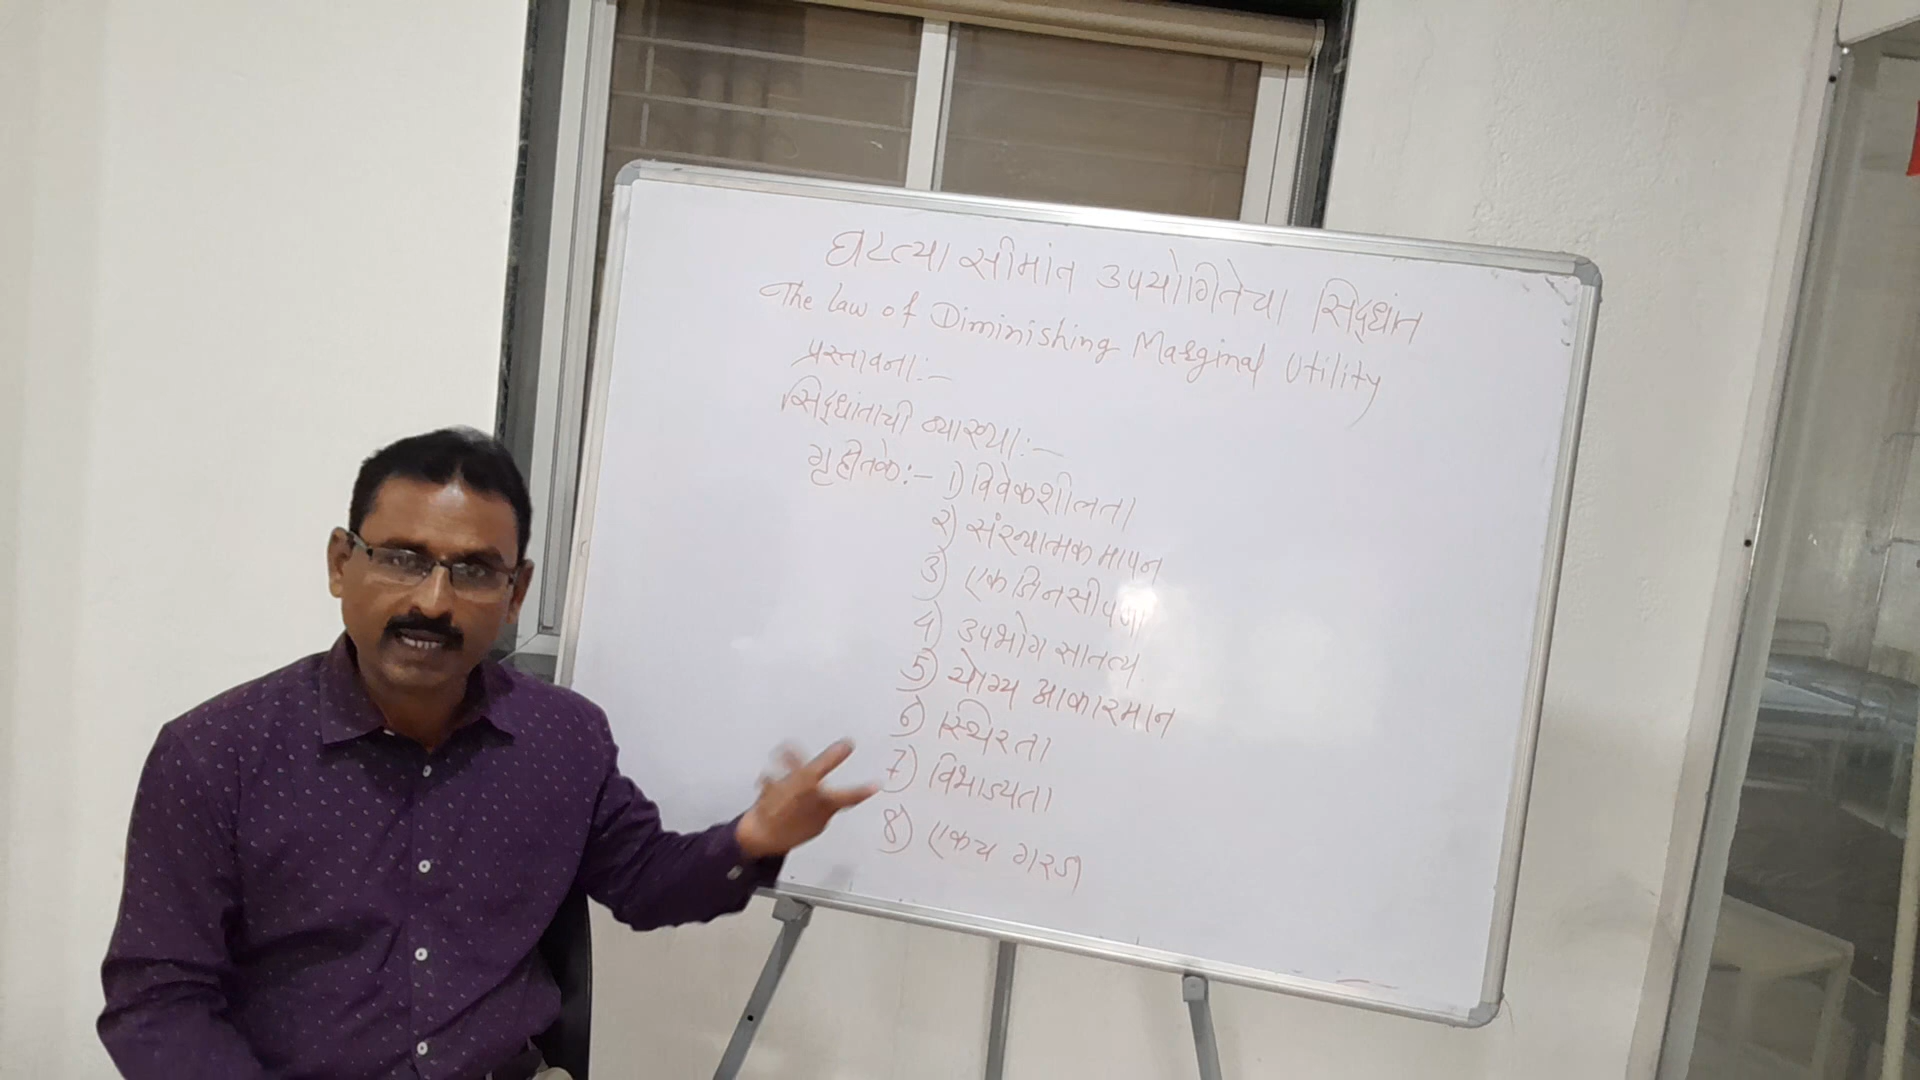 घटत्या सीमांत उपयोगितेचा सिद्धांत
The Law of Diminishing Marginal Utility
प्रस्तावना:-
सिद्धांताची व्याख्या:-
गृहीतके:- 1) विवेकशीलता
२) संख्यात्मक मापन
3) एकजिनसीपणा
4) उपभोग सातत्य
5) योग्य आकारमान
6) स्थिरता
7) विभाज्यता
8) एकच गरज